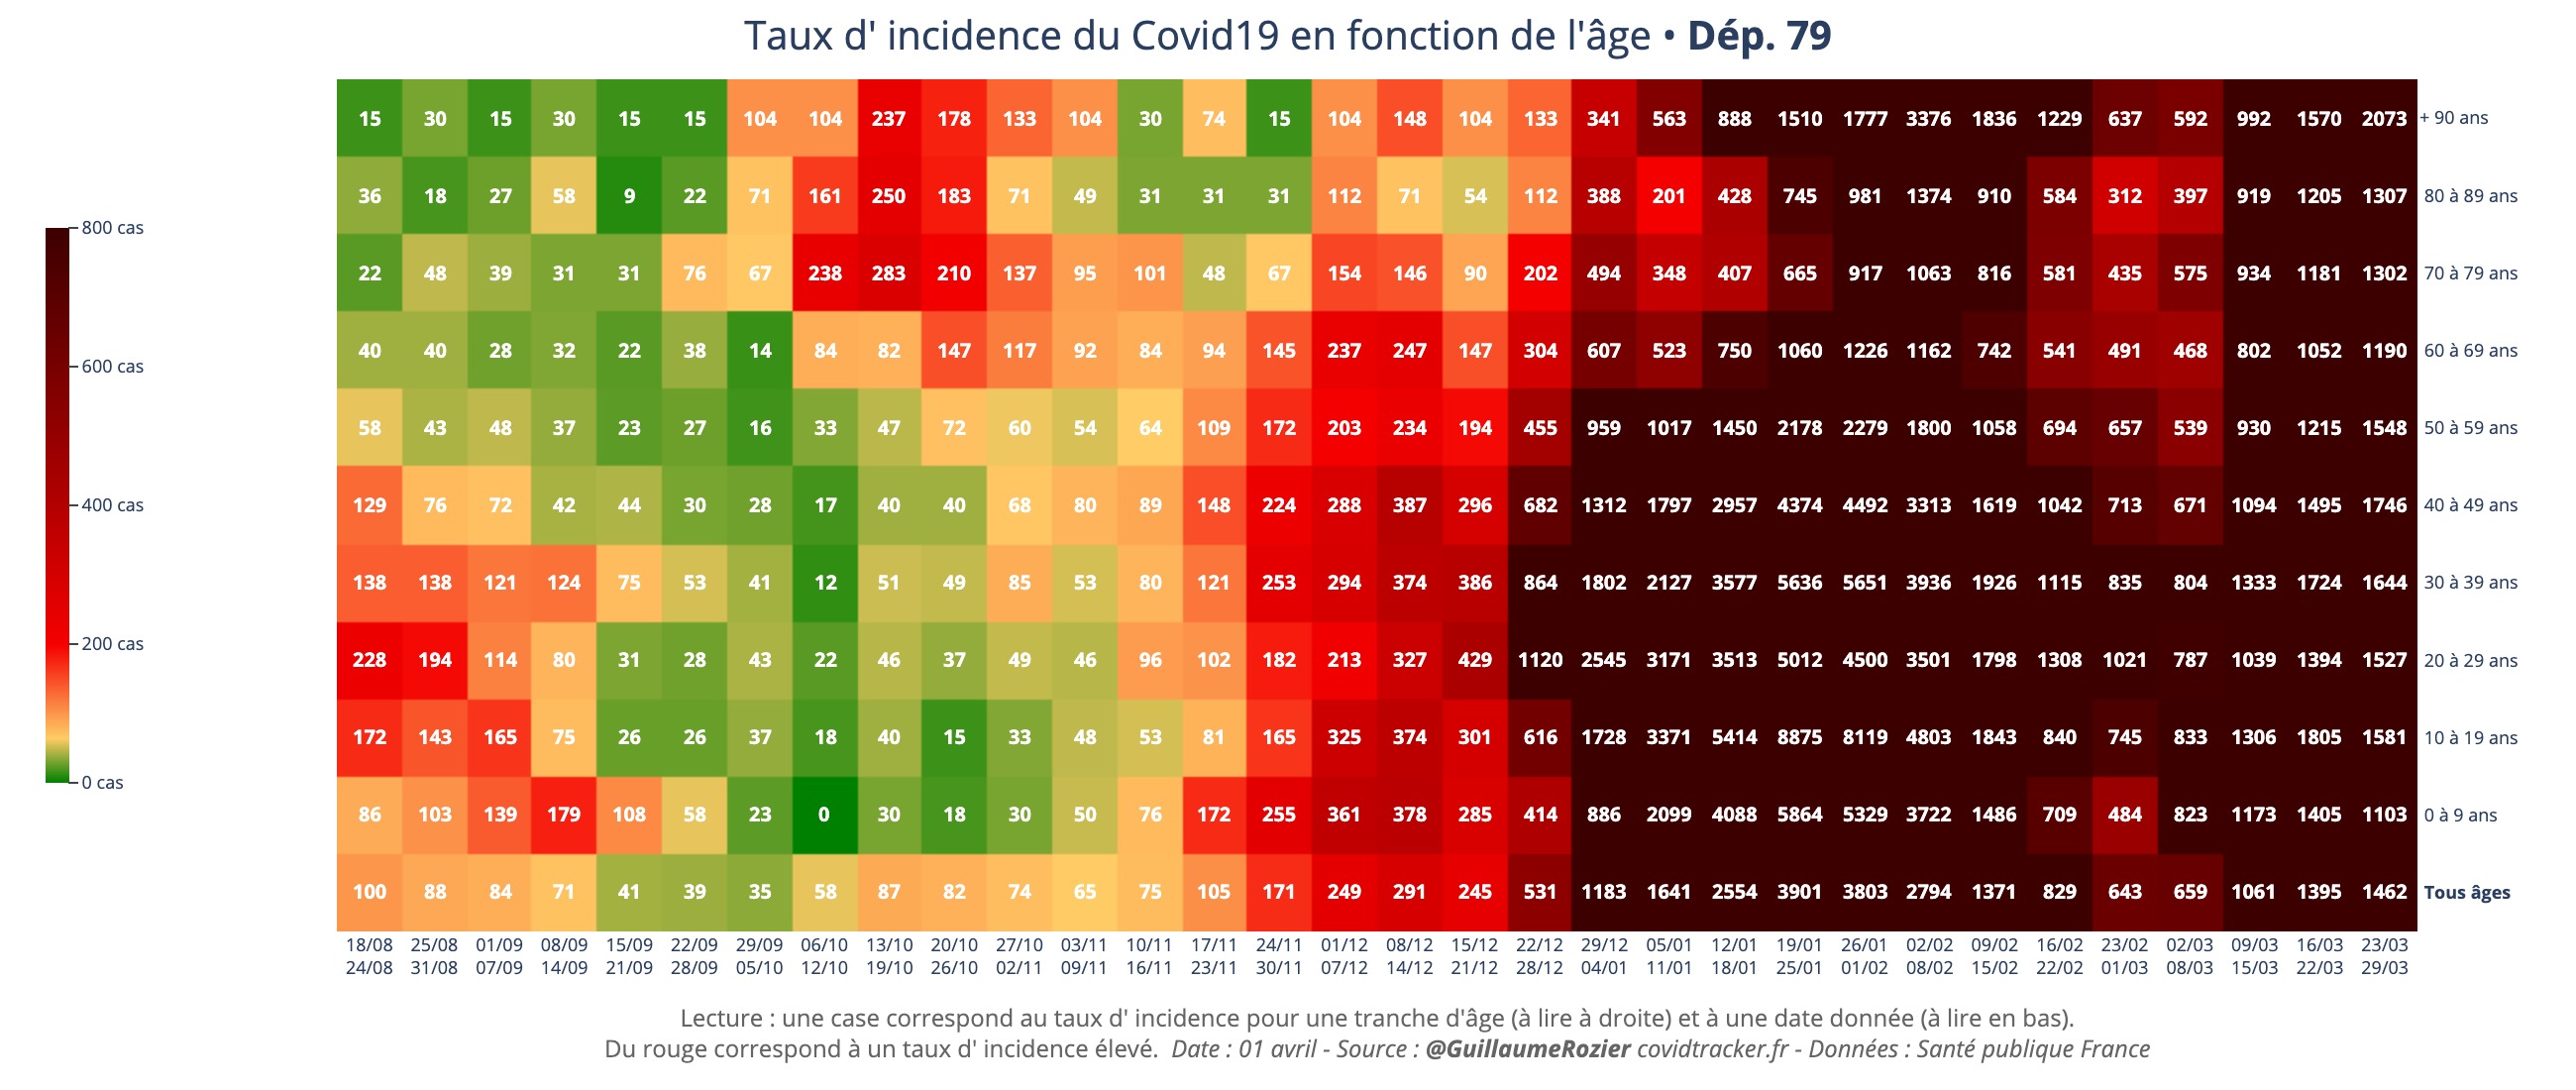 Taux d' incidence du Covid19 en fonction de l'âge • Dép. 79
15 30 15 30 15 15 104 104 237 178 133 104 30 74 15 104 148 104 133 341 563 888 1510 1777 3376 1836 1229 637 592 992 1570 2073 + 90 ans
36 18 27 58 9 22 71 161 250 183 71 49 31 31 31 112 71 54 112 388 201 428 745 981 1374 910 584 312 397 919 1205 1307 80 à 89 ans
800 cas
22 48 39 31 31 76 67 238 283 210 137 95 101 48 67 154 146 90 202 494 348 407 665 917 1063 816 581 435 575 934 1181 1302 70 à 79 ans
40 40 28 32 22 38 14 84 82 147 117 92 84 94 145 237 247 147 304 607 523 750 1060 1226 1162 742 541 491 468 802 1052 1190 60 à 69 ans
600 cas
58 43 48 37 23 27 16 33 47 72 60 54 64 109 172 203 234 194 455 959 1017 1450 2178 2279 1800 1058 694 657 539 930 1215 1548 50 à 59 ans
400 cas
129 76 72 42 44 30 28 17 40 40 68 80 89 148 224 288 387 296 682 1312 1797 2957 4374 4492 3313 1619 1042 713 671 1094 1495 1746 40 à 49 ans
138 138 121 124 75 53 41 12 51 49 85 53 80 121 253 294 374 386 864 1802 2127 3577 5636 5651 3936 1926 1115 835 804 1333 1724 1644 30 à 39 ans
200 cas
228 194 114 80 31 28 43 22 46 37 49 46 96 102 182 213 327 429 1120 2545 3171 3513 5012 4500 3501 1798 1308 1021 787 1039 1394 1527 20 à 29 ans
172 143 165 75 26 26 37 18 40 15 33 48 53 81 165 325 374 301 616 1728 3371 5414 8875 8119 4803 1843 840 745 833 1306 1805 1581 10 à 19 ans
0 cas
86 103 139 179 108 58 23 0 30 18 30 50 76 172 255 361 378 285 414 886 2099 4088 5864 5329 3722 1486 709 484 823 1173 1405 1103 0 à 9 ans
100 88 84 71 41 39 35 58 87 82 74 65 75 105 171 249 291 245 531 1183 1641 2554 3901 3803 2794 1371 829 643 659 1061 1395 1462 Tous âges
18/08 25/08 01/09 08/09 15/09 22/09 29/09 06/10 13/10 20/10 27/10 03/11 10/11 17/11 24/11 01/12 08/12 15/12 22/12 29/12 05/01 12/01 19/01 26/01 02/02 09/02 16/02 23/02 02/03 09/03 16/03 23/03
24/08 31/08 07/09 14/09 21/09 28/09 05/10 12/10 19/10 26/10 02/11 09/11 16/11 23/11 30/11 07/12 14/12 21/12 28/12 04/01 11/01 18/01 25/01 01/02 08/02 15/02 22/02 01/03 08/03 15/03 22/03 29/03
Lecture : une case correspond au taux d' incidence pour une tranche d'âge (à lire à droite) et à une date donnée (à lire en bas).
Du rouge correspond à un taux d' incidence élevé. Date : 01 avril - Source : @GuillaumeRozier covidtracker.fr - Données : Santé publique France